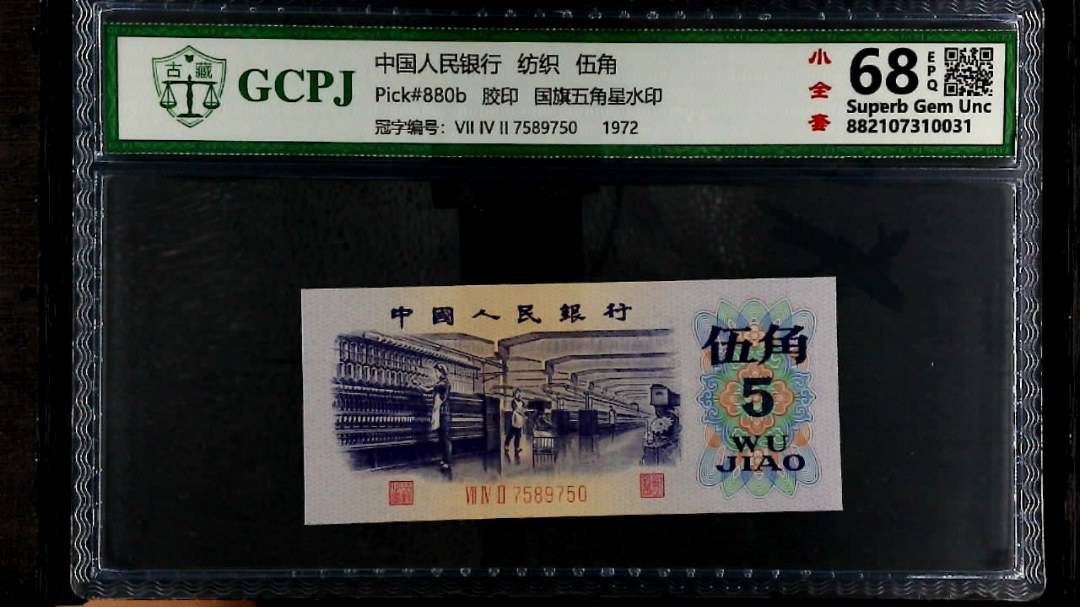 古藏
GCPJ
中国人民银行 纺织 伍角
Pick#880b 胶印 国旗五角星水印
冠字编号: VII IV II 7589750 1972
小全套
68
EPQ
Superb Gem Unc
882107310031
中國人民銀行
伍角
5
WU
JIAO
VII IV II 7589750